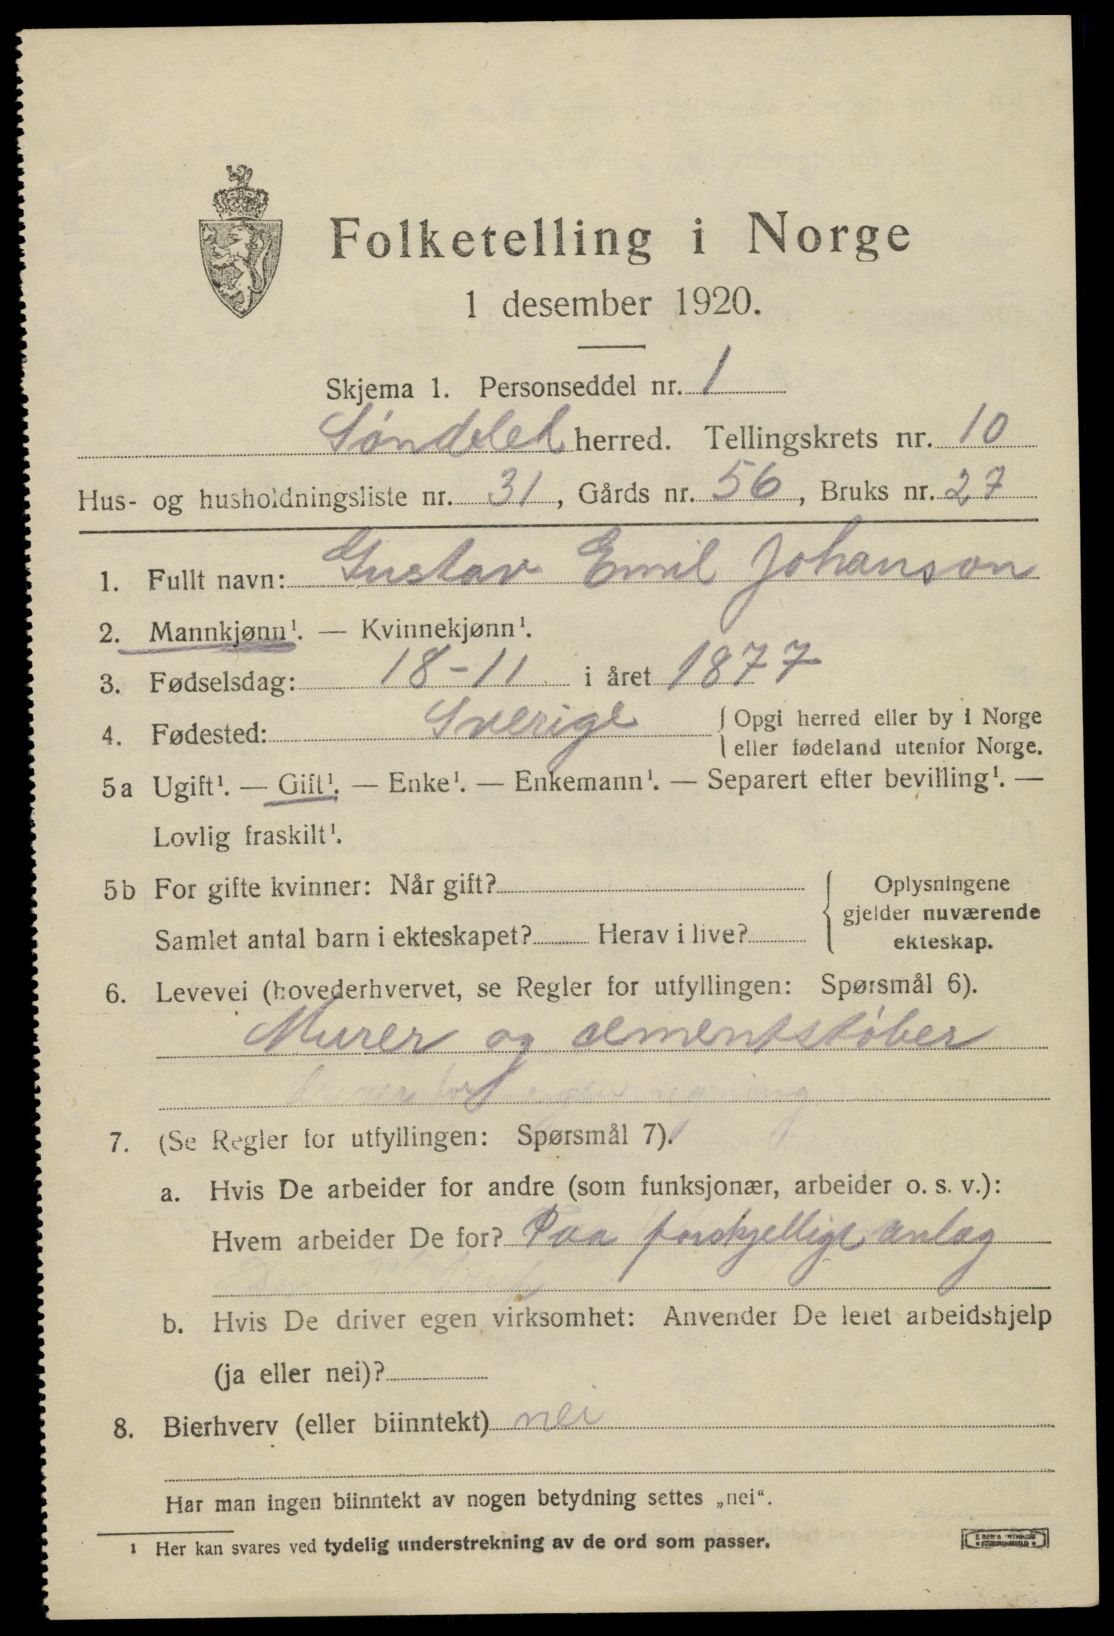 Folketelling i Norge
1 desember 1920.
Skjema 1. Personseddel nr. 1
Søndeled herred. Tellingskrets nr. 10
Hus- og husholdningsliste nr. 31, Gårds nr. 56, Bruks nr. 27
1. Fullt navn: Gustav Emil Johanson
2. Mannkjønn¹. — Kvinnekjønn¹.
3. Fødselsdag: 18-11 i året 1877
4. Fødested: Sverige { Opgi herred eller by i Norge
eller fødeland utenfor Norge.
5a Ugift¹. — Gift¹. — Enke¹. — Enkemann¹. — Separert efter bevilling¹. —
Lovlig fraskilt¹.
5b For gifte kvinner: Når gift?
Samlet antal barn i ekteskapet? Herav i live?
Oplysningene
gjelder nuværende
ekteskap.
6. Levevei (hovederhvervet, se Regler for utfyllingen: Spørsmål 6).
Murer og cementstøber
7. (Se Regler for utfyllingen: Spørsmål 7).
a. Hvis De arbeider for andre (som funksjonær, arbeider o. s. v.):
Hvem arbeider De for? Paa forskjellige anlæg
b. Hvis De driver egen virksomhet: Anvender De leiet arbeidshjelp
(ja eller nei)?
8. Bierhverv (eller biinntekt) nei
Har man ingen biinntekt av nogen betydning settes „nei“.
¹ Her kan svares ved tydelig understrekning av de ord som passer.